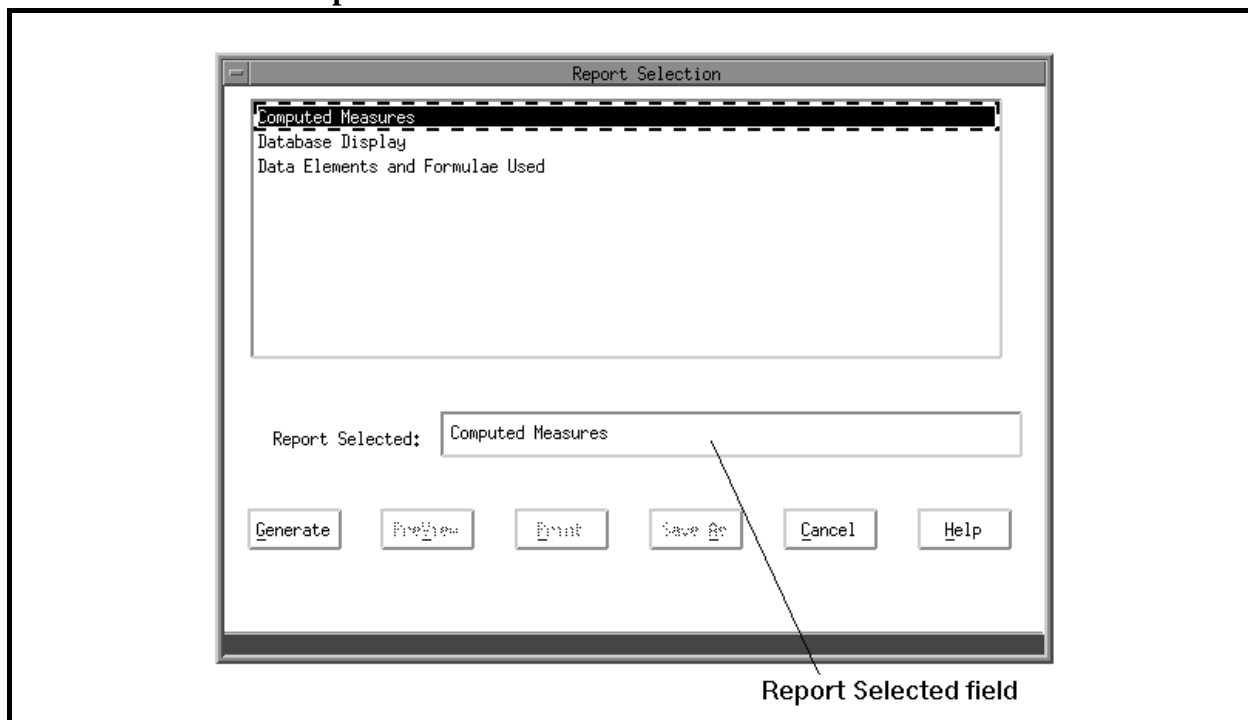 Report Selection
Computed Measures
Database Display
Data Elements and Formulae Used
Report Selected: Computed Measures
Generate PreView Print Save As Cancel Help
Report Selected field